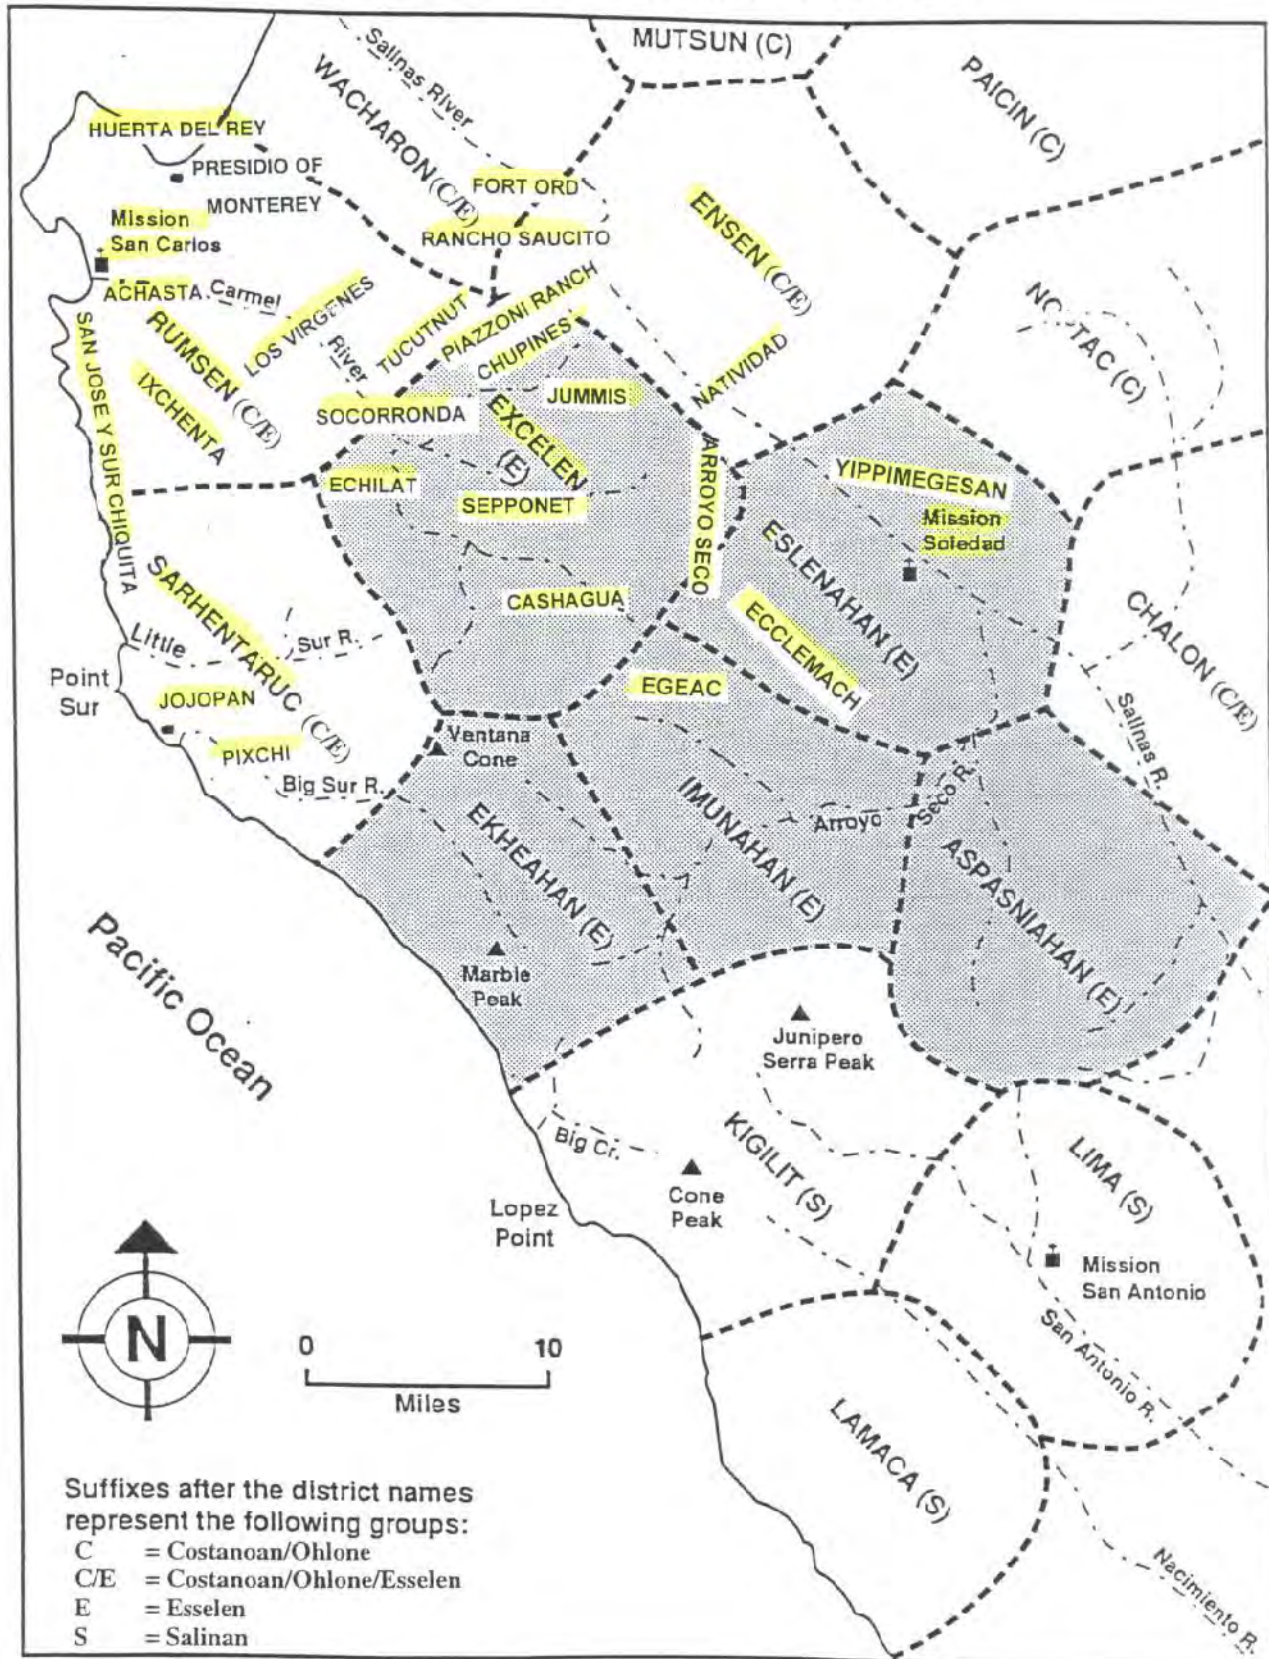 MUTSUN (C)
PAICIN (C)
Salinas River
WACHARON (C/E)
HUERTA DEL REY
PRESIDIO OF
MONTEREY
FORT ORD
RANCHO SAUCITO
ENSEN (C/E)
Mission
San Carlos
ACHASTA
Carmel
River
LOS VIRGENES
TUCUTNUT
PIAZZONI RANCH
CHUPINES
NATIVIDAD
RUMSEN (C/E)
IXCHENTA
SAN JOSE Y SUR CHIQUITA
SOCORRONDA
JUMMIS
EXCELEN
(E)
ECHILAT
SEPPONET
ARROYO SECO
YIPPIMEGESAN
Mission
Soledad
ESLENAHAN (E)
CASHAGUA
ECCLEMACH
CHALON (C/E)
SARHENTARUC (C/E)
Little
Sur R.
Point
Sur
JOJOPAN
PIXCHI
Big Sur R.
EGEAC
Salinas R.
Ventana
Cone
EKHEAHAN (E)
IMUNAHAN (E)
Arroyo
Seco R.
ASPASNIAHAN (E)
Pacific Ocean
Marble
Peak
Junipero
Serra Peak
Big Cr.
KIGILIT (S)
LIMA (S)
Cone
Peak
Lopez
Point
Mission
San Antonio
San Antonio R.
N
0 10
Miles
LAMACA (S)
Nacimiento R.
Suffixes after the district names
represent the following groups:
C = Costanoan/Ohlone
C/E = Costanoan/Ohlone/Esselen
E = Esselen
S = Salinan